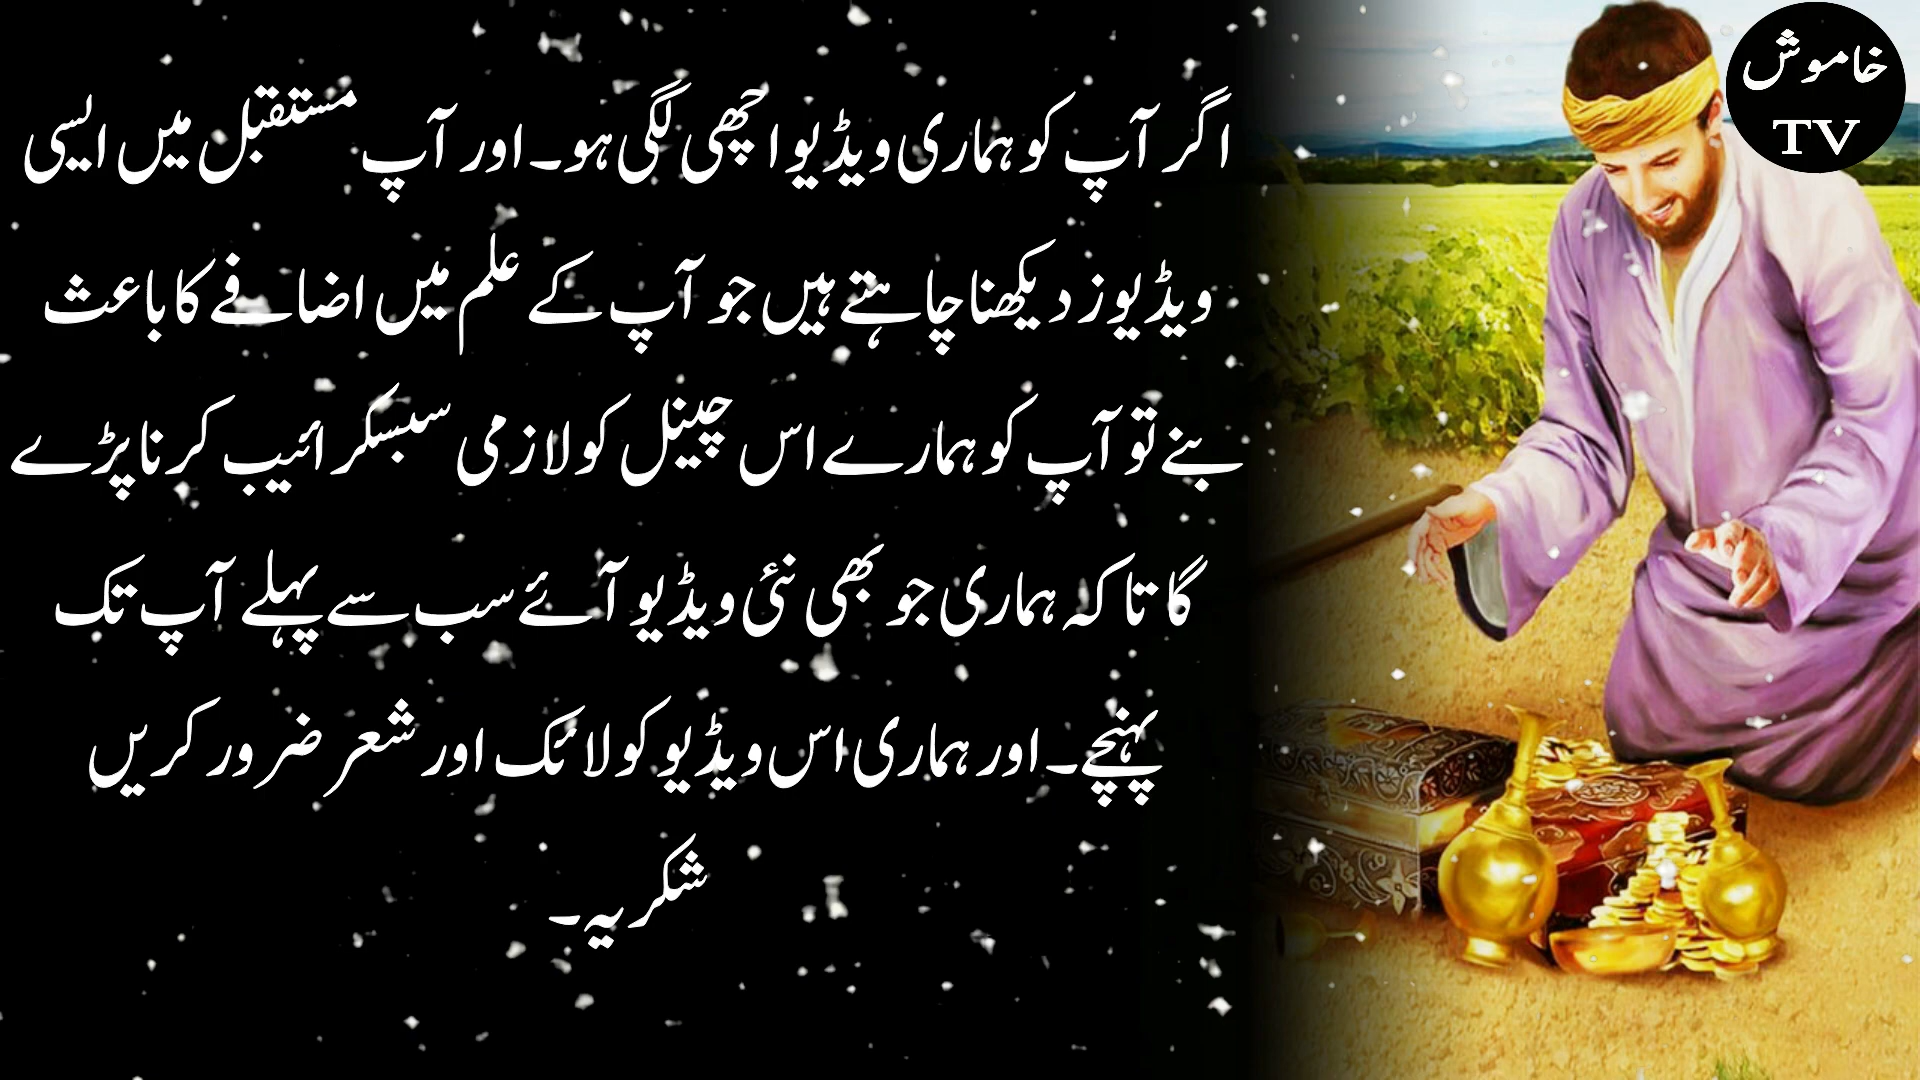 خاموش
TV
اگر آپ کو ہماری ویڈیو اچھی لگی ہو۔ اور آپ مستقبل میں ایسی
ویڈیوز دیکھنا چاہتے ہیں جو آپ کے علم میں اضافے کا باعث
بنے تو آپ کو ہمارے اس چینل کو لازمی سبسکرائیب کرنا پڑے
گا تا کہ ہماری جو بھی نئی ویڈیو آئے سب سے پہلے آپ تک
پہنچے۔ اور ہماری اس ویڈیو کو لائک اور شعر ضرور کریں
شکریہ۔